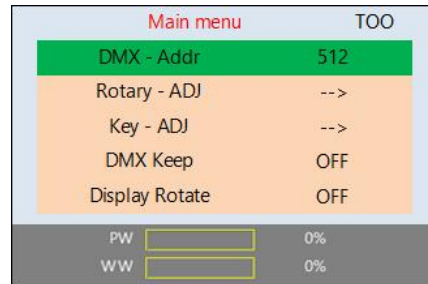 Main menu TOO
DMX - Addr 512
Rotary - ADJ -->
Key - ADJ -->
DMX Keep OFF
Display Rotate OFF
PW 0%
WW 0%